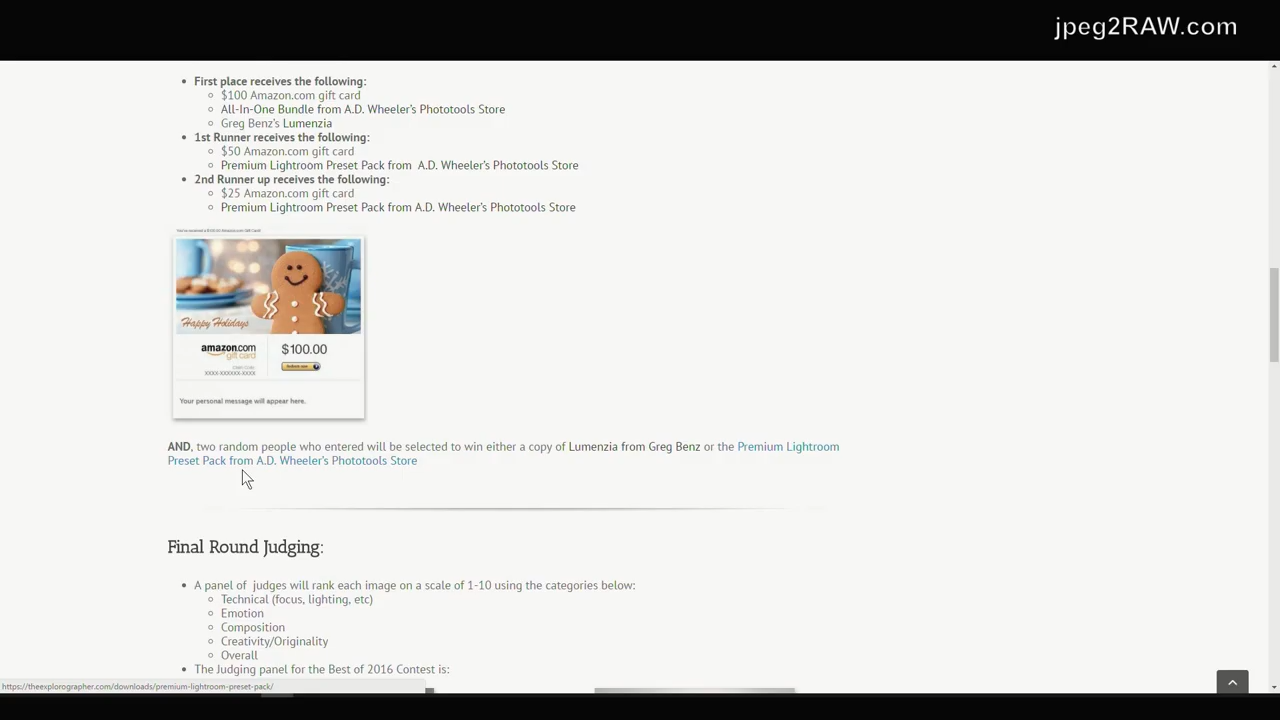 jpeg2RAW.com
First place receives the following:
$100 Amazon.com gift card
All-In-One Bundle from A.D. Wheeler's Phototools Store
Greg Benz's Lumenzia
1st Runner receives the following:
$50 Amazon.com gift card
Premium Lightroom Preset Pack from A.D. Wheeler's Phototools Store
2nd Runner up receives the following:
$25 Amazon.com gift card
Premium Lightroom Preset Pack from A.D. Wheeler's Phototools Store
Happy Holidays
amazon.com $100.00
gift card
XXXX-XXXXXX-XXXX
Your personal message will appear here.
AND, two random people who entered will be selected to win either a copy of Lumenzia from Greg Benz or the Premium Lightroom
Preset Pack from A.D. Wheeler's Phototools Store
Final Round Judging:
A panel of judges will rank each image on a scale of 1-10 using the categories below:
Technical (focus, lighting, etc)
Emotion
Composition
Creativity/Originality
Overall
The Judging panel for the Best of 2016 Contest is:
https://theexplorographer.com/downloads/premium-lightroom-preset-pack/